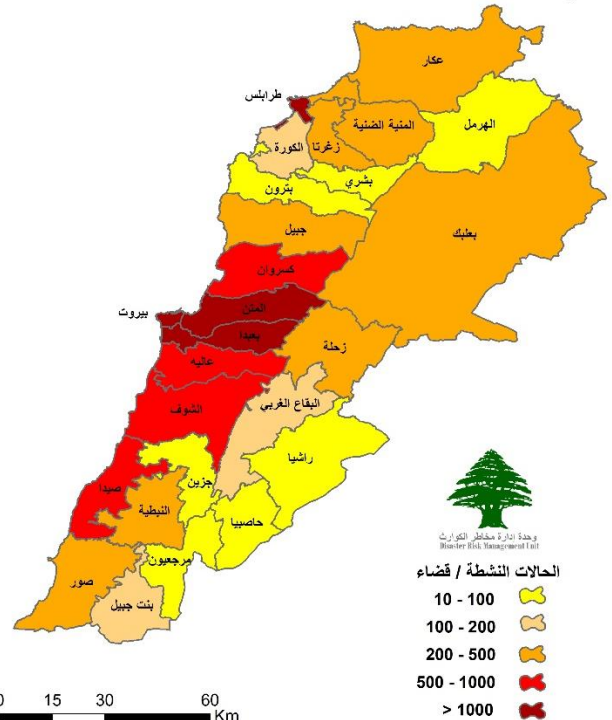 عكار
طرابلس
الهرمل
المنية الضنية
زغرتا
الكورة
بشري
بترون
جبيل
بعلبك
كسروان
المتن
بيروت
بعبدا
زحلة
عاليه
البقاع الغربي
الشوف
راشيا
جزين
صيدا
حاصبيا
النبطية
مرجعيون
صور
بنت جبيل
وحدة ادارة مخاطر الكوارث
Disaster Risk Management Unit
الحالات النشطة / قضاء
10 - 100
100 - 200
200 - 500
500 - 1000
> 1000
0 15 30 60
Km